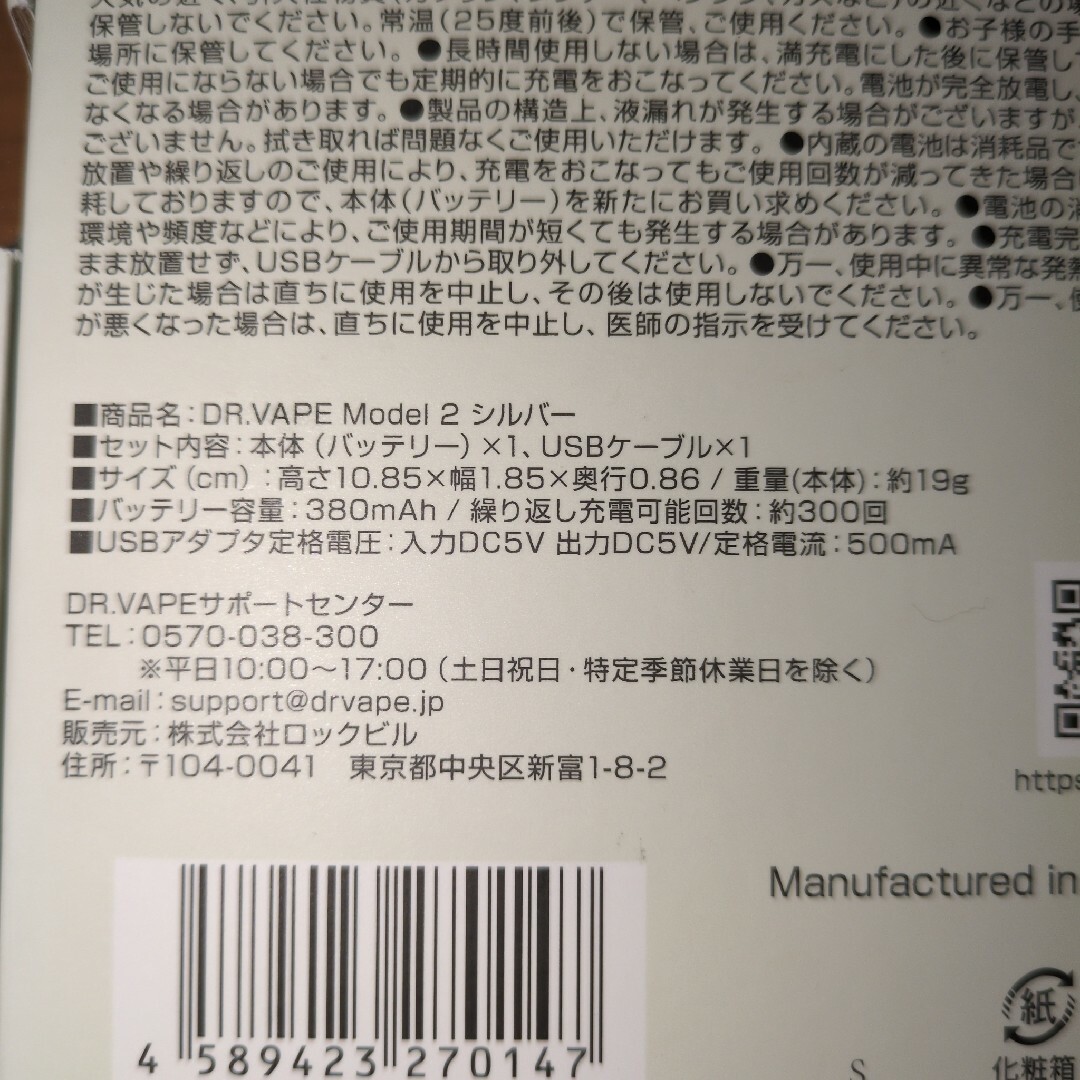 保管しないでください。常温(25度前後)で保管、ご使用ください。●お子様の手
場所に保管してください。●長時間使用しない場合は、満充電にした後に保管し
ご使用にならない場合でも定期的に充電をおこなってください。電池が完全放電し、
なくなる場合があります。●製品の構造上、液漏れが発生する場合がございますが
ございません。拭き取れば問題なくご使用いただけます。●内蔵の電池は消耗品で
放置や繰り返しのご使用により、充電をおこなってもご使用回数が減ってきた場合
耗しておりますので、本体(バッテリー)を新たにお買い求めください。●電池の消
環境や頻度などにより、ご使用期間が短くても発生する場合があります。●充電完
まま放置せず、USBケーブルから取り外してください。●万一、使用中に異常な発熱
が生じた場合は直ちに使用を中止し、その後は使用しないでください。●万一、使
が悪くなった場合は、直ちに使用を中止し、医師の指示を受けてください。
■商品名:DR.VAPE Model 2 シルバー
■セット内容:本体(バッテリー)×1、USBケーブル×1
■サイズ(cm):高さ10.85×幅1.85×奥行0.86 / 重量(本体):約19g
■バッテリー容量:380mAh / 繰り返し充電可能回数:約300回
■USBアダプタ定格電圧:入力DC5V 出力DC5V/定格電流:500mA
DR.VAPEサポートセンター
TEL:0570-038-300
※平日10:00～17:00(土日祝日・特定季節休業日を除く)
E-mail:support@drvape.jp
販売元:株式会社ロックビル
住所:〒104-0041 東京都中央区新富1-8-2
https
Manufactured in
4 589423 270147
紙
化粧箱
S